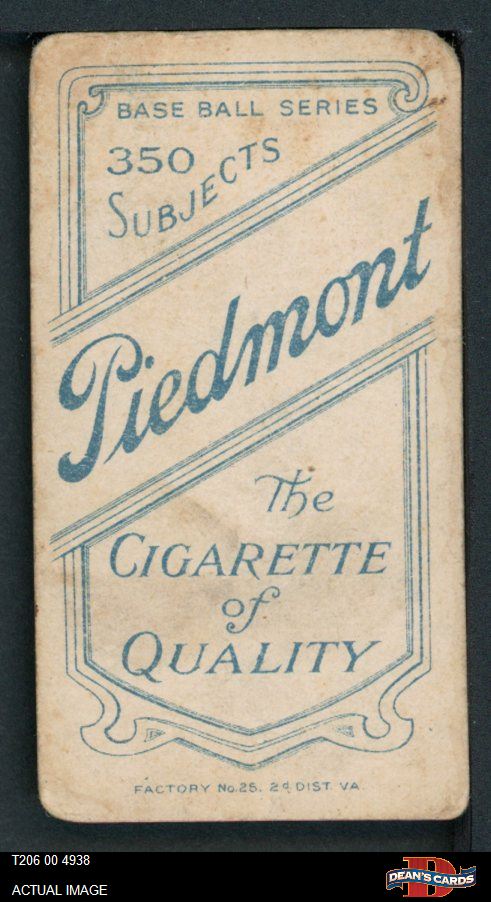 BASE BALL SERIES
350
SUBJECTS
Piedmont
The
CIGARETTE
of
QUALITY
FACTORY No. 25. 2d DIST. VA.
T206 00 4938
ACTUAL IMAGE
D
DEAN'S CARDS